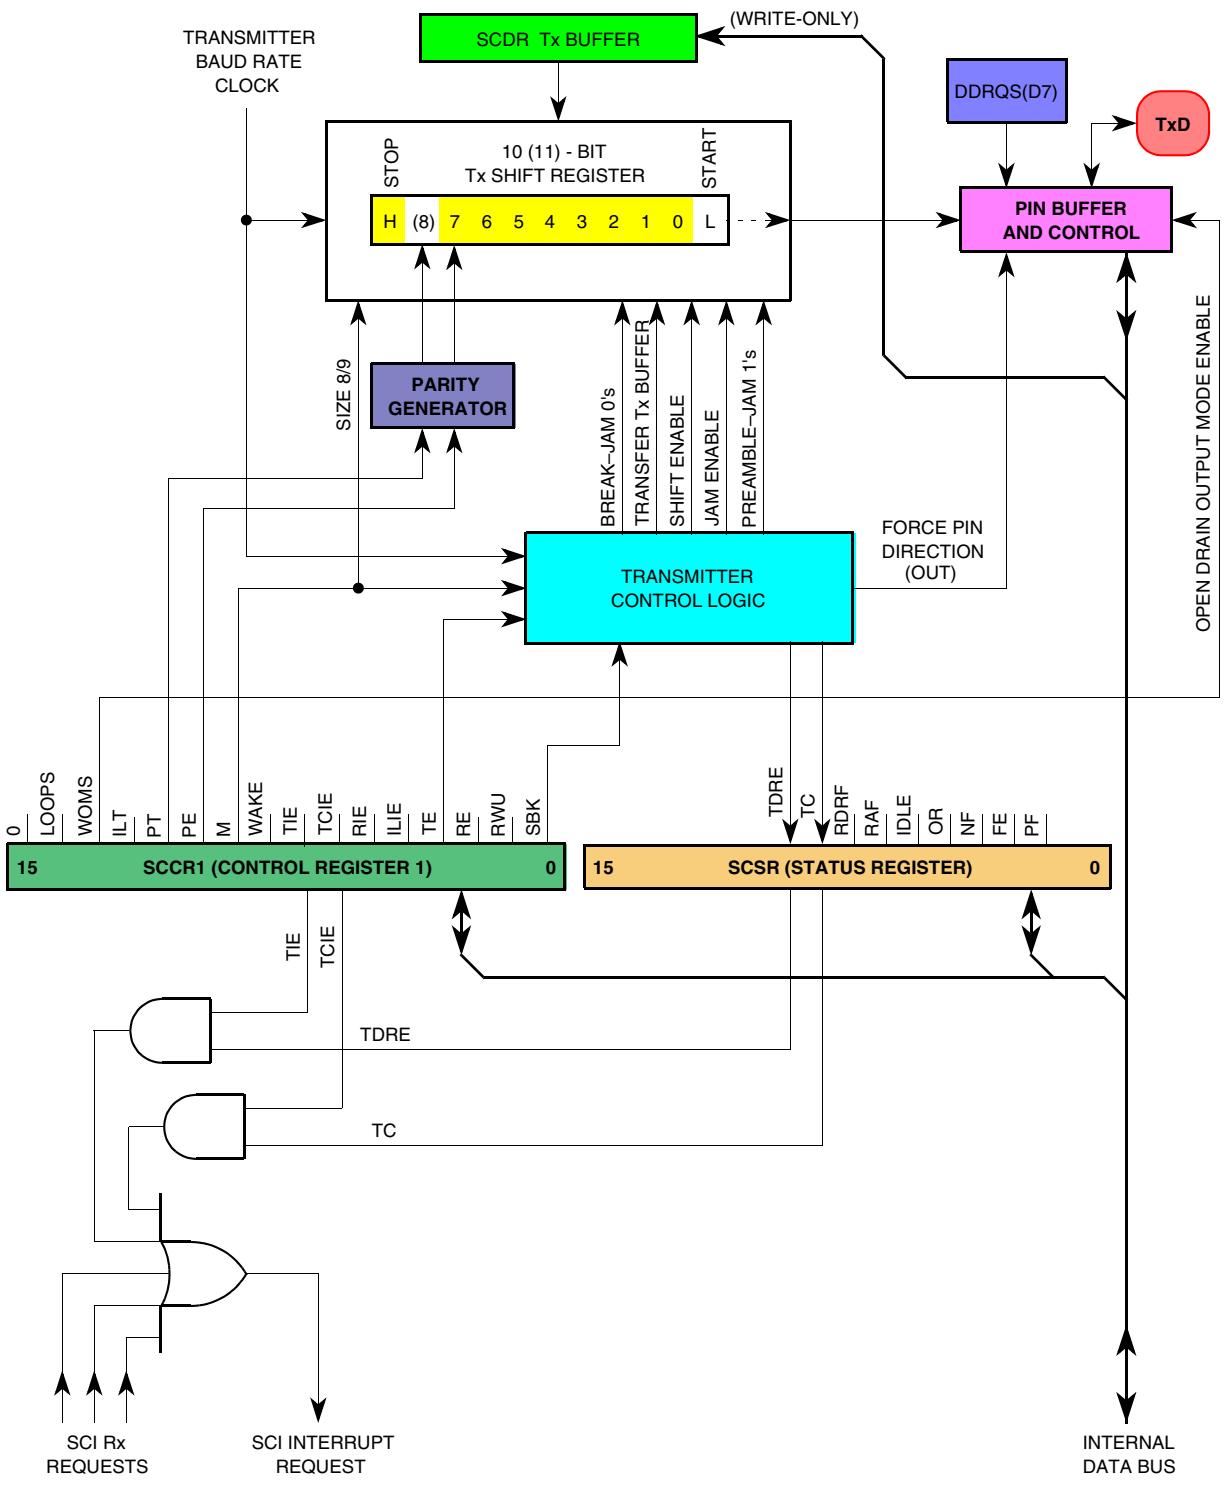 (WRITE-ONLY)
SCDR Tx BUFFER
TRANSMITTER
BAUD RATE
CLOCK
DDRQS(D7)
TxD
STOP
10 (11) - BIT
Tx SHIFT REGISTER
START
H (8) 7 6 5 4 3 2 1 0 L
PIN BUFFER
AND CONTROL
OPEN DRAIN OUTPUT MODE ENABLE
SIZE 8/9
PARITY
GENERATOR
BREAK–JAM 0's
TRANSFER Tx BUFFER
SHIFT ENABLE
JAM ENABLE
PREAMBLE–JAM 1's
FORCE PIN
DIRECTION
(OUT)
TRANSMITTER
CONTROL LOGIC
0
LOOPS
WOMS
ILT
PT
PE
M
WAKE
TIE
TCIE
RIE
ILIE
TE
RE
RWU
SBK
TDRE
TC
RDRF
RAF
IDLE
OR
NF
FE
PF
15 SCCR1 (CONTROL REGISTER 1) 0
15 SCSR (STATUS REGISTER) 0
TIE
TCIE
TDRE
TC
SCI Rx
REQUESTS
SCI INTERRUPT
REQUEST
INTERNAL
DATA BUS